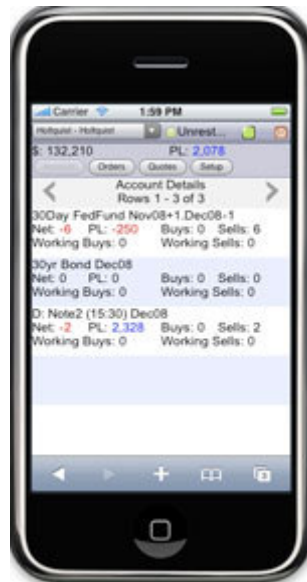 Carrier 1:59 PM
Holtquist - Holtquist Unrest...
$: 132,210 PL: 2,078
Orders Quotes Setup
Account Details
Rows 1 - 3 of 3
30Day FedFund Nov08+1.Dec08-1
Net: -6 PL: -250 Buys: 0 Sells: 6
Working Buys: 0 Working Sells: 0
30yr Bond Dec08
Net: 0 PL: 0 Buys: 0 Sells: 0
Working Buys: 0 Working Sells: 0
D: Note2 (15:30) Dec08
Net: -2 PL: 2,328 Buys: 0 Sells: 2
Working Buys: 0 Working Sells: 0